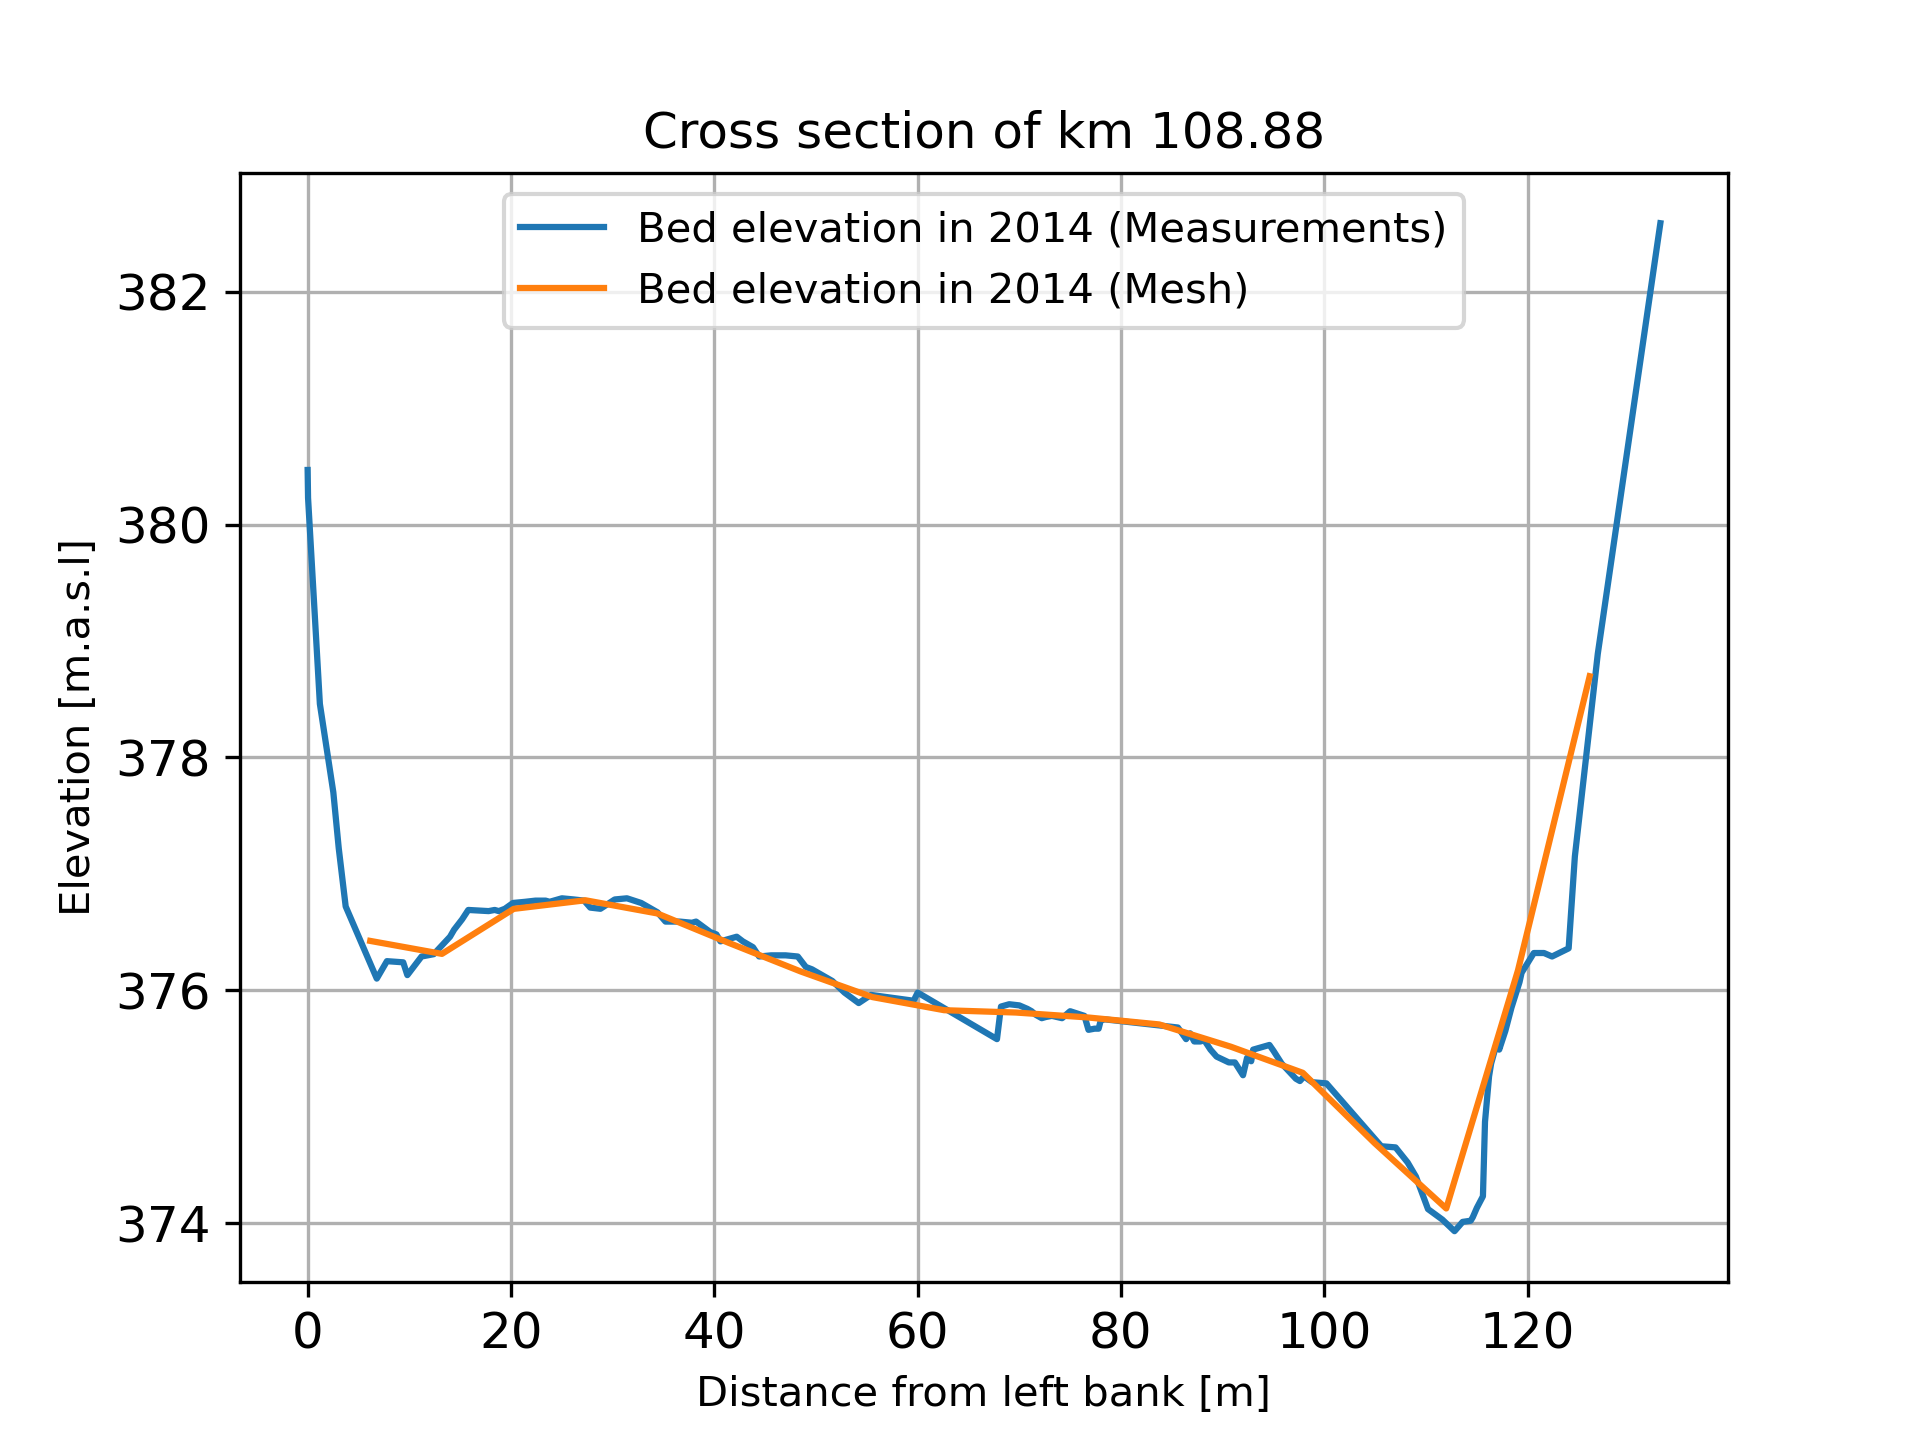 Cross section of km 108.88
Bed elevation in 2014 (Measurements)
Bed elevation in 2014 (Mesh)
Elevation [m.a.s.l]
382
380
378
376
374
0 20 40 60 80 100 120
Distance from left bank [m]